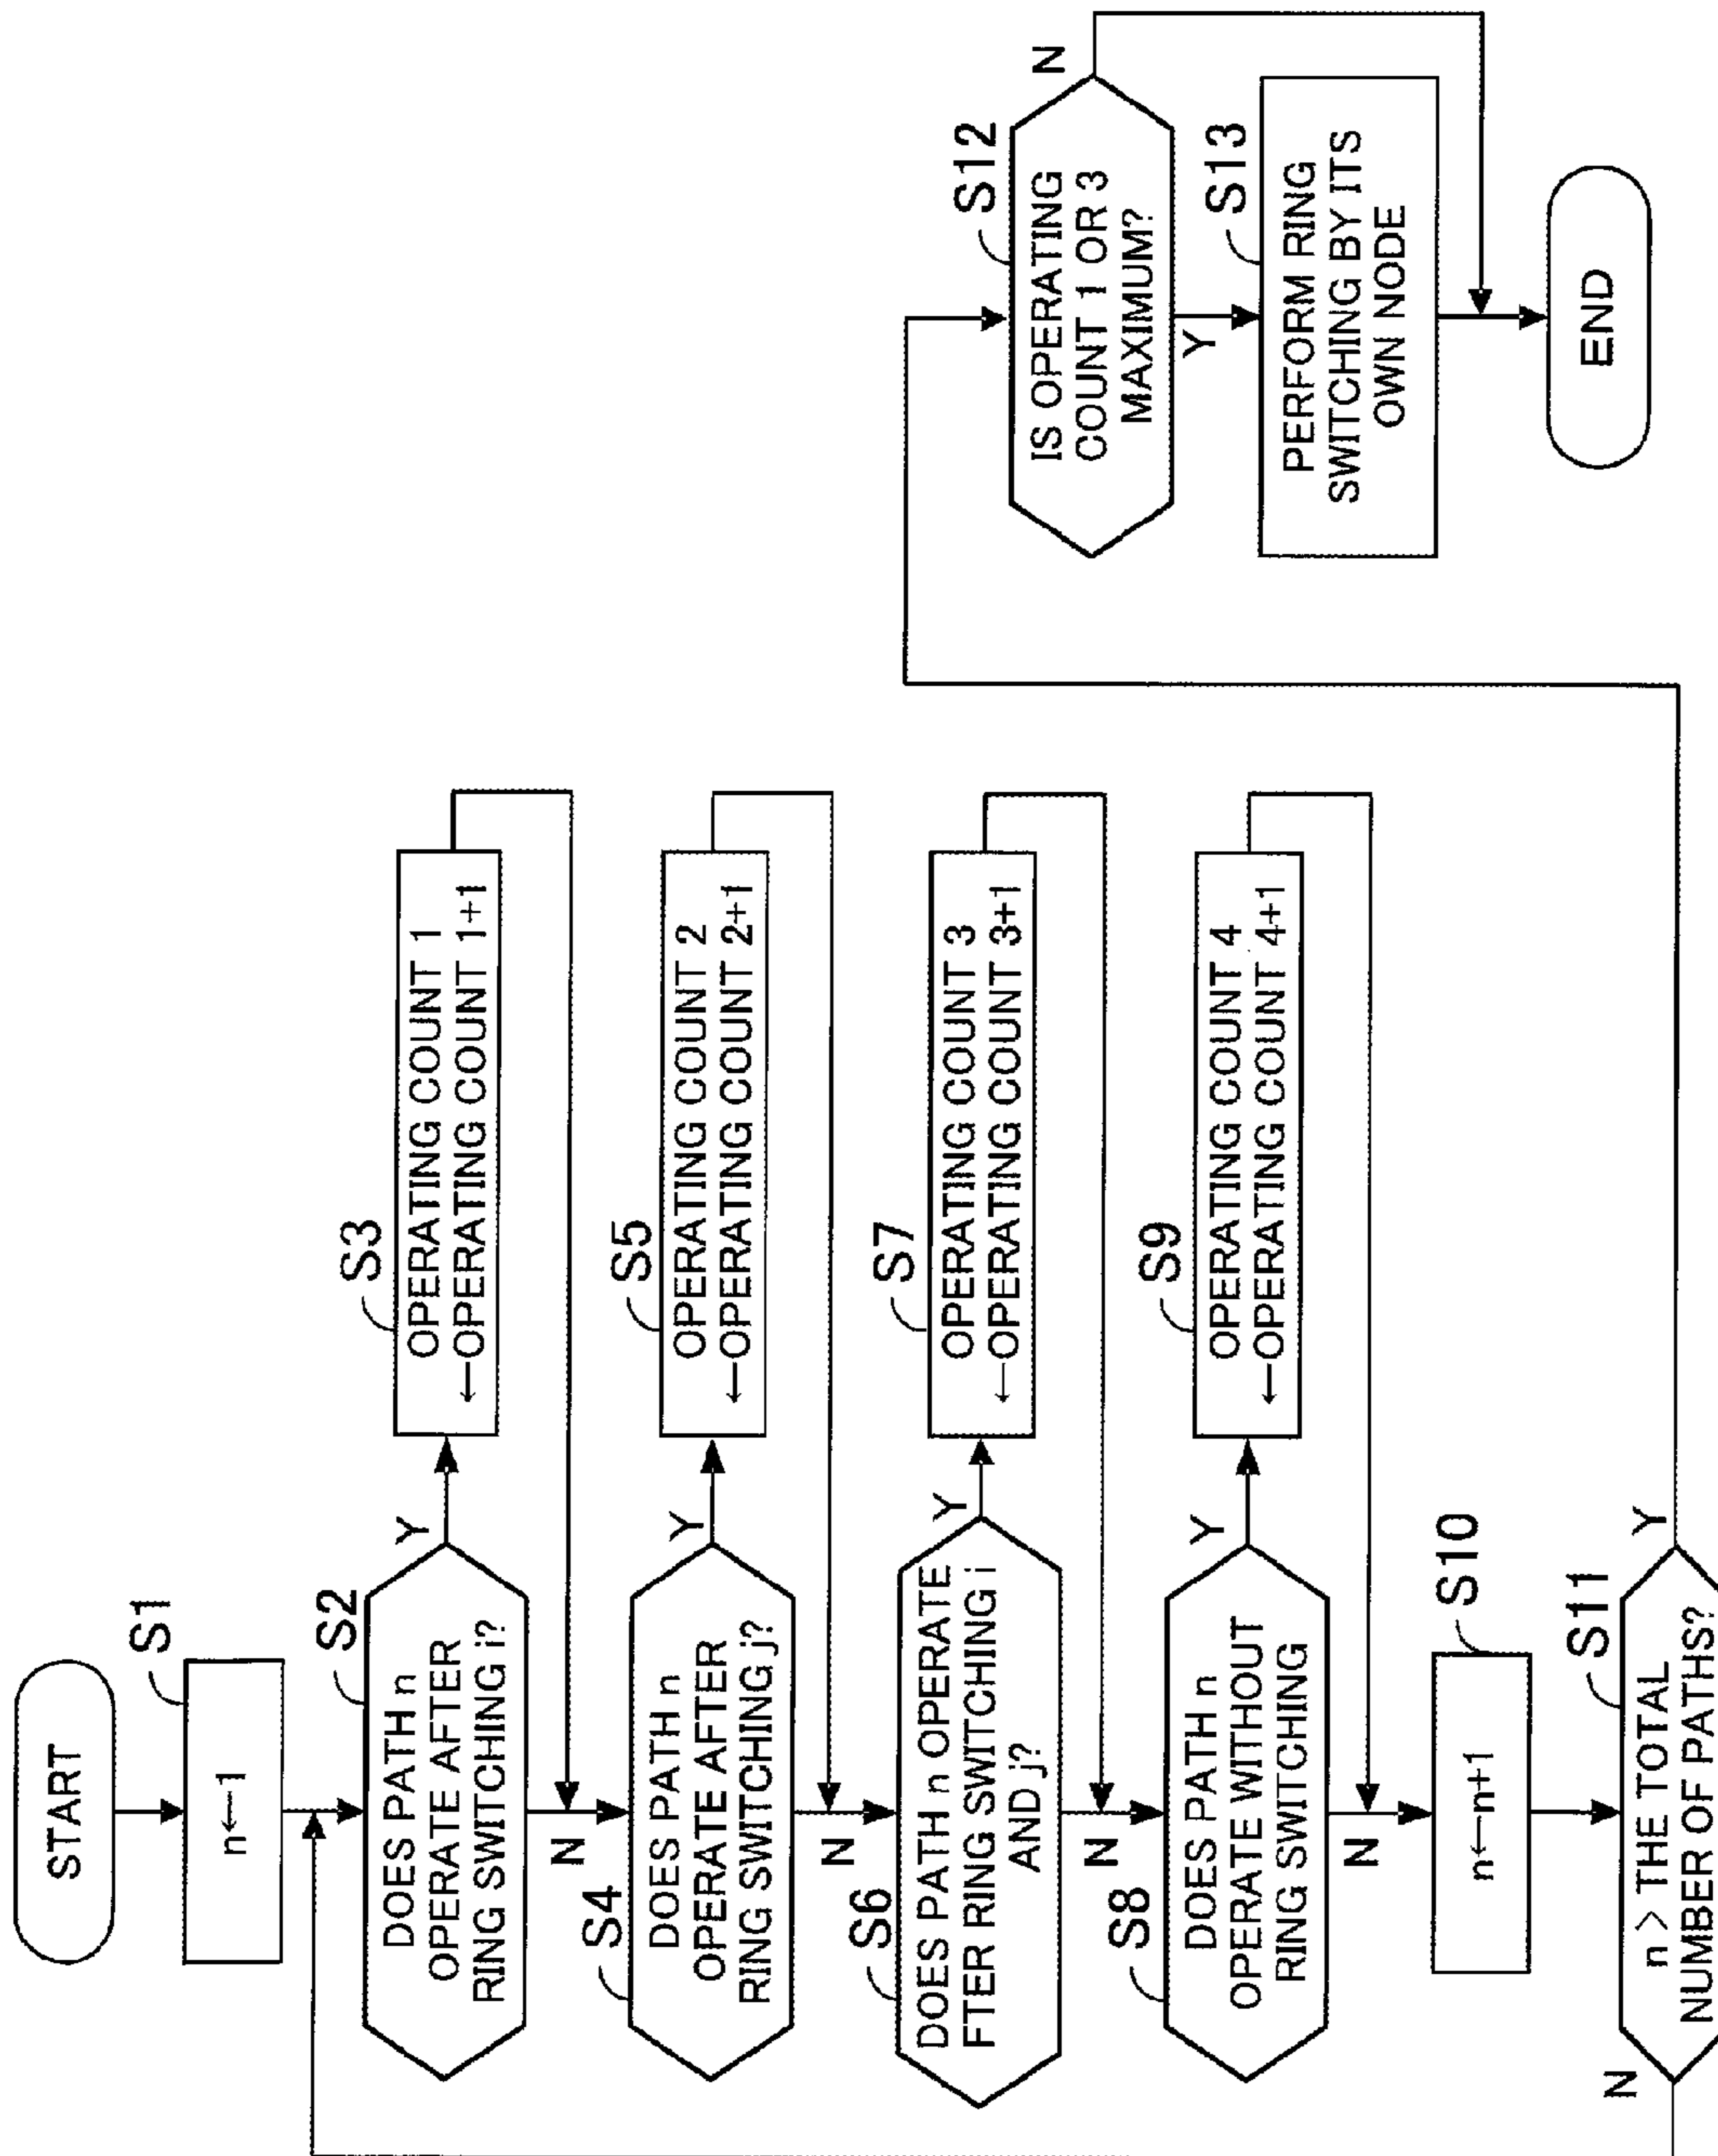 START
S1
n←1
S2
DOES PATH n
OPERATE AFTER
RING SWITCHING i?
Y
N
S3
OPERATING COUNT 1
←OPERATING COUNT 1+1
S4
DOES PATH n
OPERATE AFTER
RING SWITCHING j?
Y
N
S5
OPERATING COUNT 2
←OPERATING COUNT 2+1
S6
DOES PATH n OPERATE
FTER RING SWITCHING i
AND j?
Y
N
S7
OPERATING COUNT 3
←OPERATING COUNT 3+1
S8
DOES PATH n
OPERATE WITHOUT
RING SWITCHING
Y
N
S9
OPERATING COUNT 4
←OPERATING COUNT 4+1
S10
n←n+1
S11
n > THE TOTAL
NUMBER OF PATHS?
Y
N
S12
IS OPERATING
COUNT 1 OR 3
MAXIMUM?
N
Y
S13
PERFORM RING
SWITCHING BY ITS
OWN NODE
END